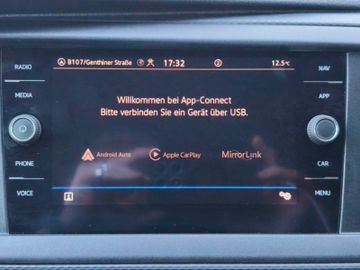 B107/Genthiner Straße 17:32 12.5°C
RADIO
NAV
MEDIA
APP
Willkommen bei App-Connect
Bitte verbinden Sie ein Gerät über USB.
Android Auto Apple CarPlay MirrorLink
PHONE
CAR
VOICE
MENU